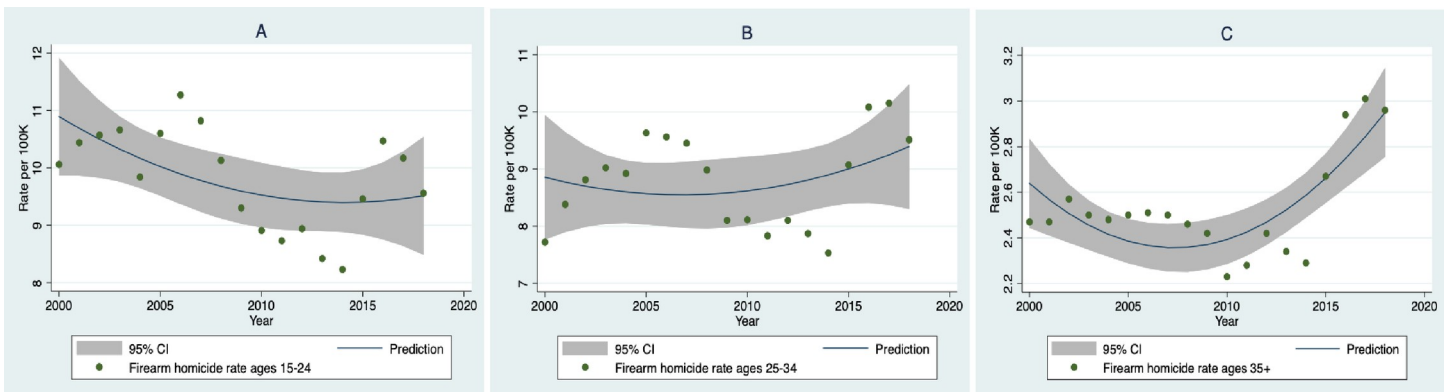 A
Rate per 100K
12
11
10
9
8
2000 2005 2010 2015 2020
Year
95% CI Prediction
Firearm homicide rate ages 15-24
B
Rate per 100K
11
10
9
8
7
2000 2005 2010 2015 2020
Year
95% CI Prediction
Firearm homicide rate ages 25-34
C
Rate per 100K
3.2
3
2.8
2.6
2.4
2.2
2000 2005 2010 2015 2020
Year
95% CI Prediction
Firearm homicide rate ages 35+